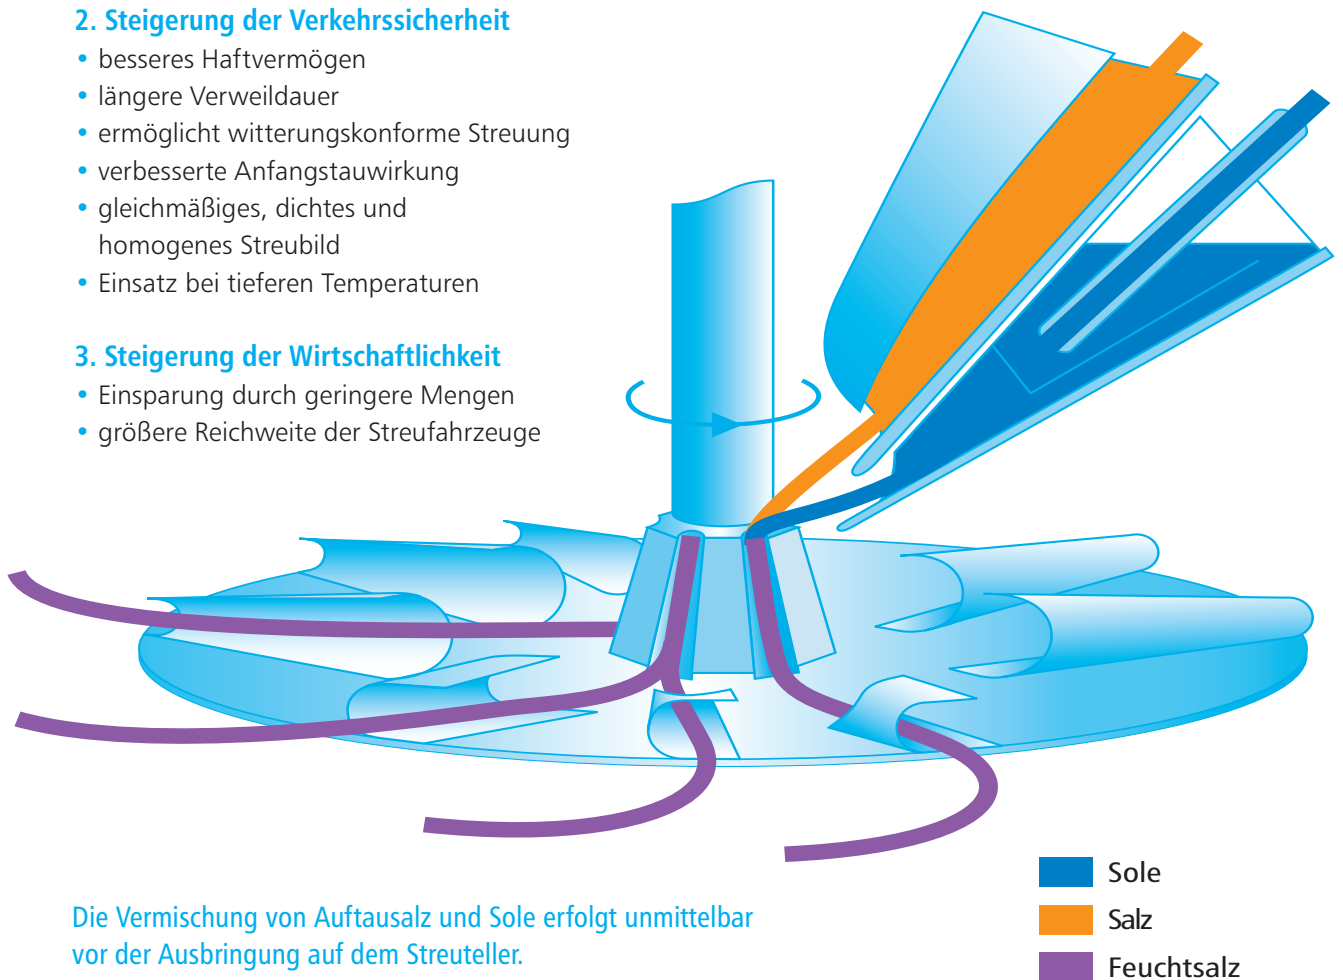 2. Steigerung der Verkehrssicherheit
• besseres Haftvermögen
• längere Verweildauer
• ermöglicht witterungskonforme Streuung
• verbesserte Anfangstauwirkung
• gleichmäßiges, dichtes und
homogenes Streubild
• Einsatz bei tieferen Temperaturen
3. Steigerung der Wirtschaftlichkeit
• Einsparung durch geringere Mengen
• größere Reichweite der Streufahrzeuge
Die Vermischung von Auftausalz und Sole erfolgt unmittelbar
vor der Ausbringung auf dem Streuteller.
Sole
Salz
Feuchtsalz